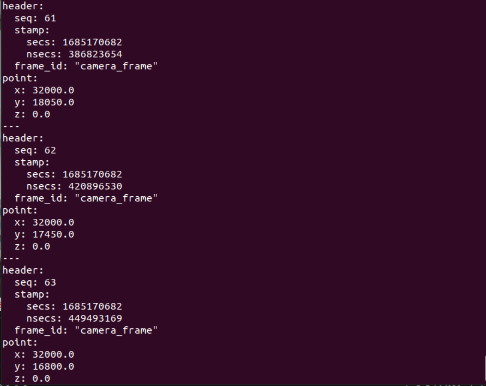 header:
  seq: 61
  stamp:
    secs: 1685170682
    nsecs: 386823654
  frame_id: "camera_frame"
point:
  x: 32000.0
  y: 18050.0
  z: 0.0
---
header:
  seq: 62
  stamp:
    secs: 1685170682
    nsecs: 420896530
  frame_id: "camera_frame"
point:
  x: 32000.0
  y: 17450.0
  z: 0.0
---
header:
  seq: 63
  stamp:
    secs: 1685170682
    nsecs: 449493169
  frame_id: "camera_frame"
point:
  x: 32000.0
  y: 16800.0
  z: 0.0